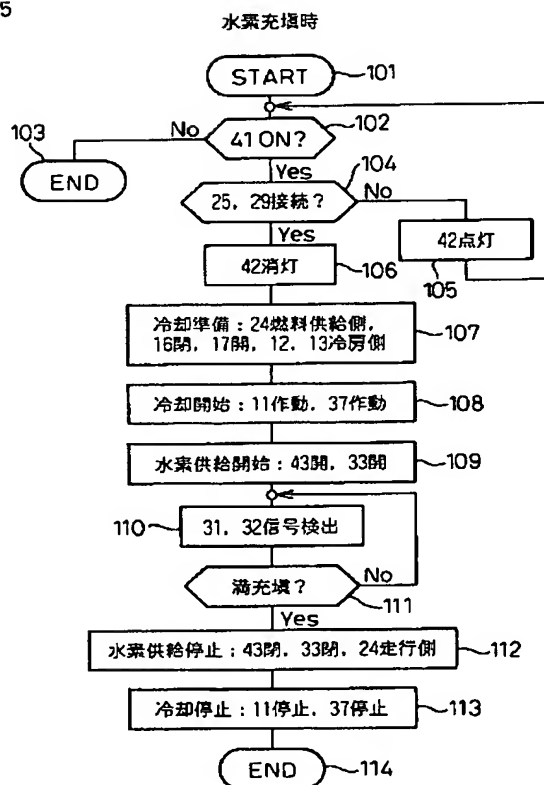 5
水素充填時
START
101
41 ON?
102
No
103
END
Yes
25, 29接続?
104
No
Yes
42点灯
105
42消灯
106
冷却準備:24燃料供給側,
16閉, 17開, 12, 13冷房側
107
冷却開始:11作動, 37作動
108
水素供給開始:43開, 33開
109
110
31, 32信号検出
満充填?
No
111
Yes
水素供給停止:43閉, 33閉, 24走行側
112
冷却停止:11停止, 37停止
113
END
114